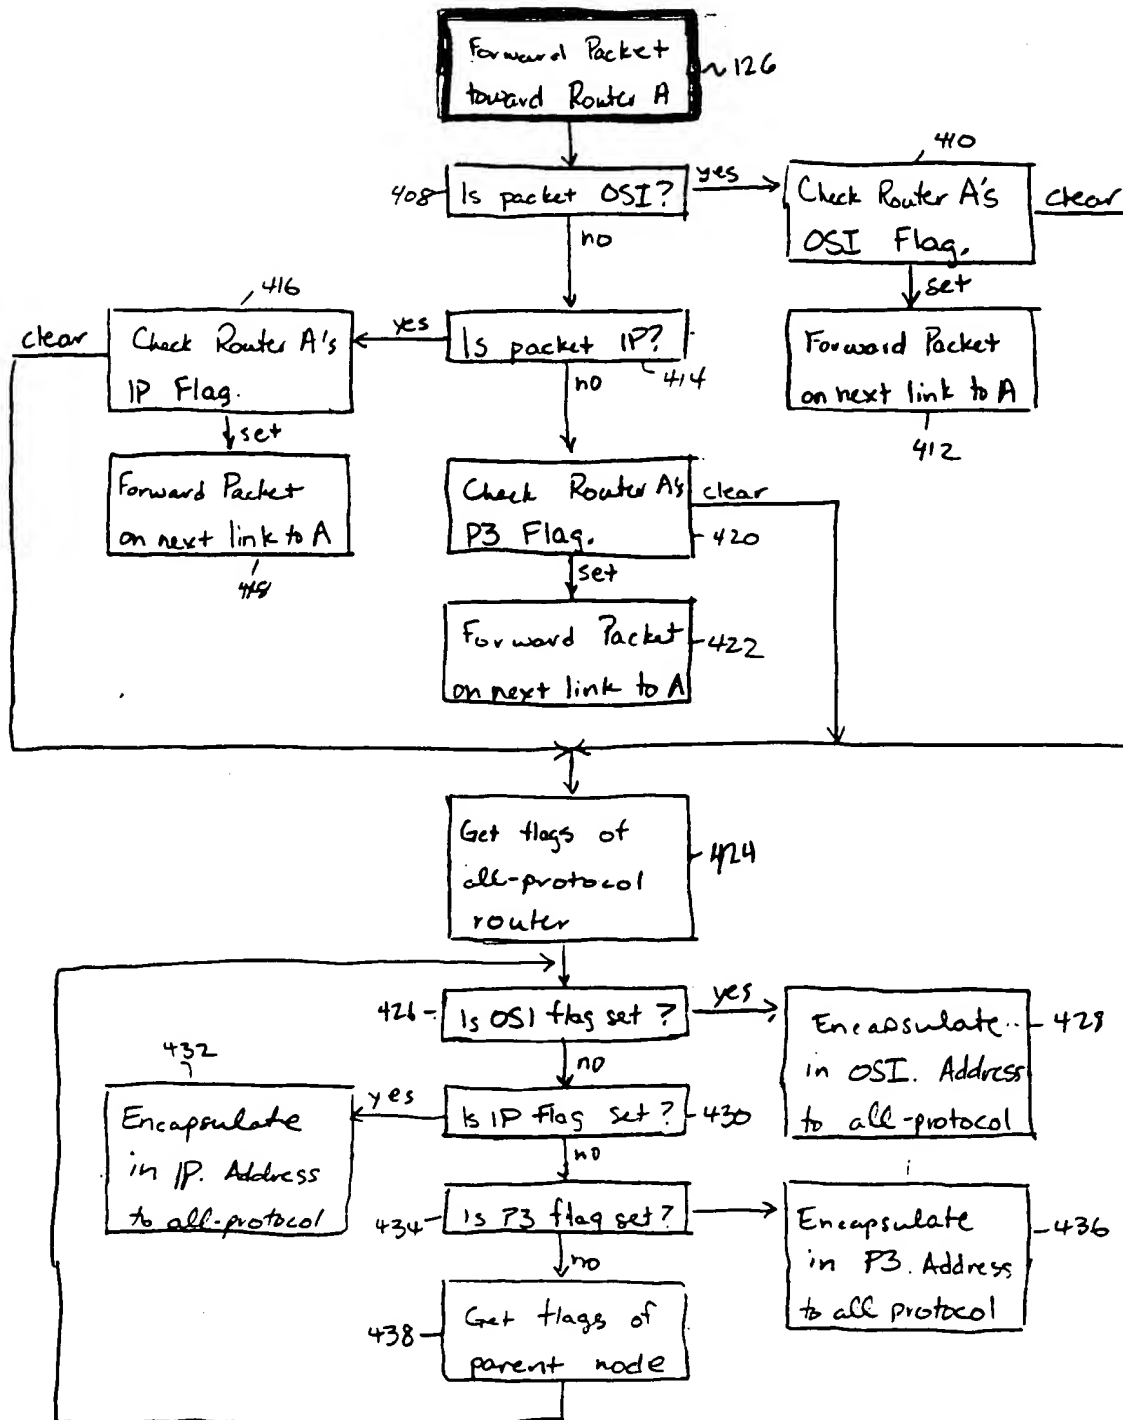 Forward Packet
toward Router A
126
410
408
Is packet OSI?
yes
Check Router A's
OSI Flag.
clear
no
set
416
clear
Check Router A's
IP Flag.
yes
Is packet IP?
414
Forward Packet
on next link to A
412
set
no
Forward Packet
on next link to A
418
Check Router A's
P3 Flag.
clear
420
set
Forward Packet
on next link to A
422
Get flags of
all-protocol
router
424
426
Is OSI flag set?
yes
Encapsulate
in OSI. Address
to all-protocol
428
no
432
Encapsulate
in IP. Address
to all-protocol
yes
Is IP flag set?
430
no
434
Is P3 flag set?
Encapsulate
in P3. Address
to all protocol
436
no
438
Get flags of
parent node